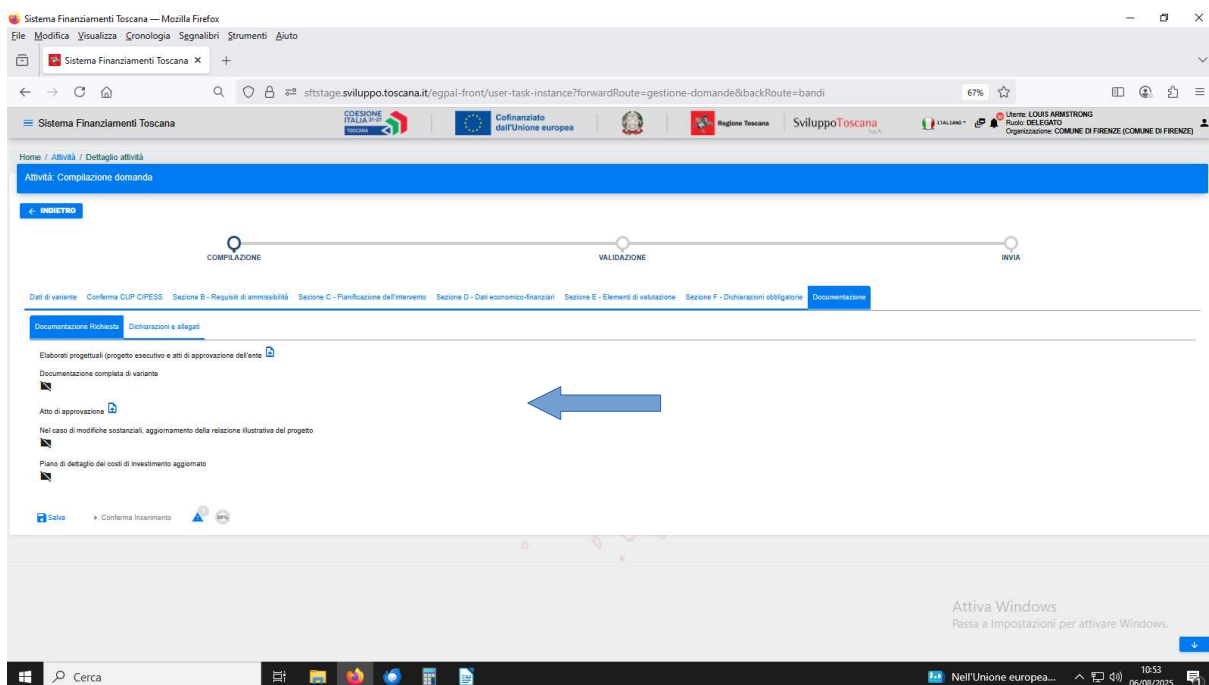 Sistema Finanziamenti Toscana — Mozilla Firefox
File Modifica Visualizza Cronologia Segnalibri Strumenti Aiuto
Sistema Finanziamenti Toscana
sftstage.sviluppo.toscana.it/egpal-front/user-task-instance?forwardRoute=gestione-domande&backRoute=bandi 67%
Sistema Finanziamenti Toscana
COESIONE
ITALIA 21-27
TOSCANA
Cofinanziato
dall'Unione europea
Regione Toscana
SviluppoToscana
S.p.A.
ITALIANO
Utente: LOUIS ARMSTRONG
Ruolo: DELEGATO
Organizzazione: COMUNE DI FIRENZE (COMUNE DI FIRENZE)
Home / Attività / Dettaglio attività
Attività: Compilazione domanda
INDIETRO
COMPILAZIONE VALIDAZIONE INVIA
Dati di variante Conferma CUP CIPESS Sezione B - Requisiti di ammissibilità Sezione C - Pianificazione dell'intervento Sezione D - Dati economico-finanziari Sezione E - Elementi di valutazione Sezione F - Dichiarazioni obbligatorie Documentazione
Documentazione Richiesta Dichiarazioni e allegati
Elaborati progettuali (progetto esecutivo e atti di approvazione dell'ente
Documentazione completa di variante
Atto di approvazione
Nel caso di modifiche sostanziali, aggiornamento della relazione illustrativa del progetto
Piano di dettaglio dei costi di investimento aggiornato
Salva Conferma Inserimento
Attiva Windows
Passa a Impostazioni per attivare Windows.
Cerca
Nell'Unione europea...
10:53
06/08/2025